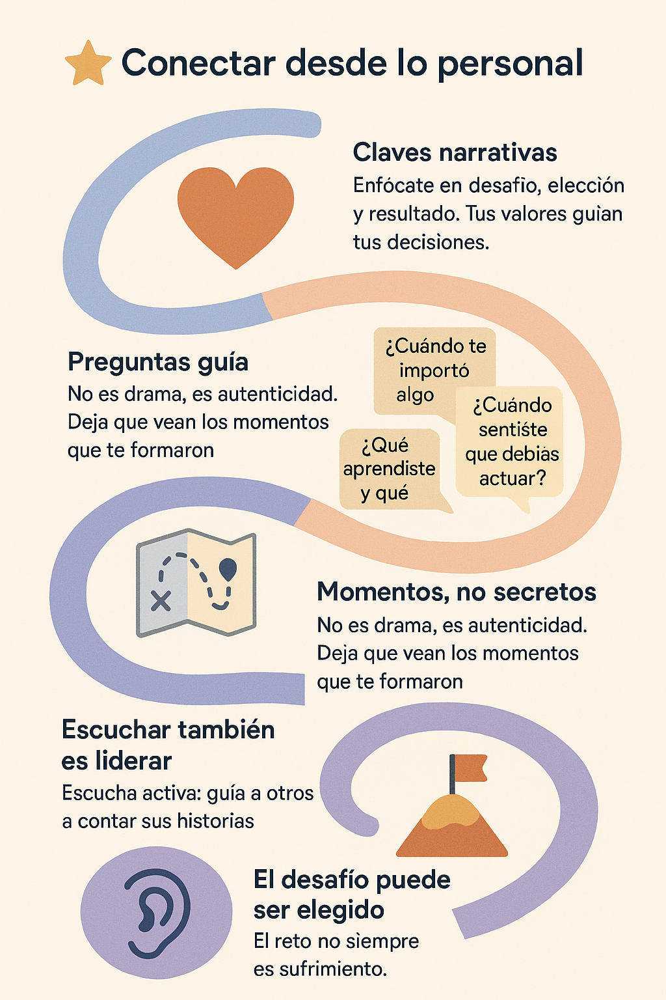 Conectar desde lo personal
Claves narrativas
Enfócate en desafìo, elecciòn
y resultado. Tus valores guìan
tus decisìones.
Preguntas guía
No es drama, es autenticidad.
Deja que vean los momentos
que te formaron
¿Cuándo te
importó
algo
¿Cuándo
sentiśte
que debiàs
actuar?
¿Qué
aprendiste
y qué
Momentos, no secretos
No es drama, es autenticidad.
Deja que vean los momentos
que te formaron
Escuchar también
es liderar
Escucha activa: guía a otros
a contar sus historias
El desafío puede
ser elegido
El reto no sìempre
es sufrimiento.